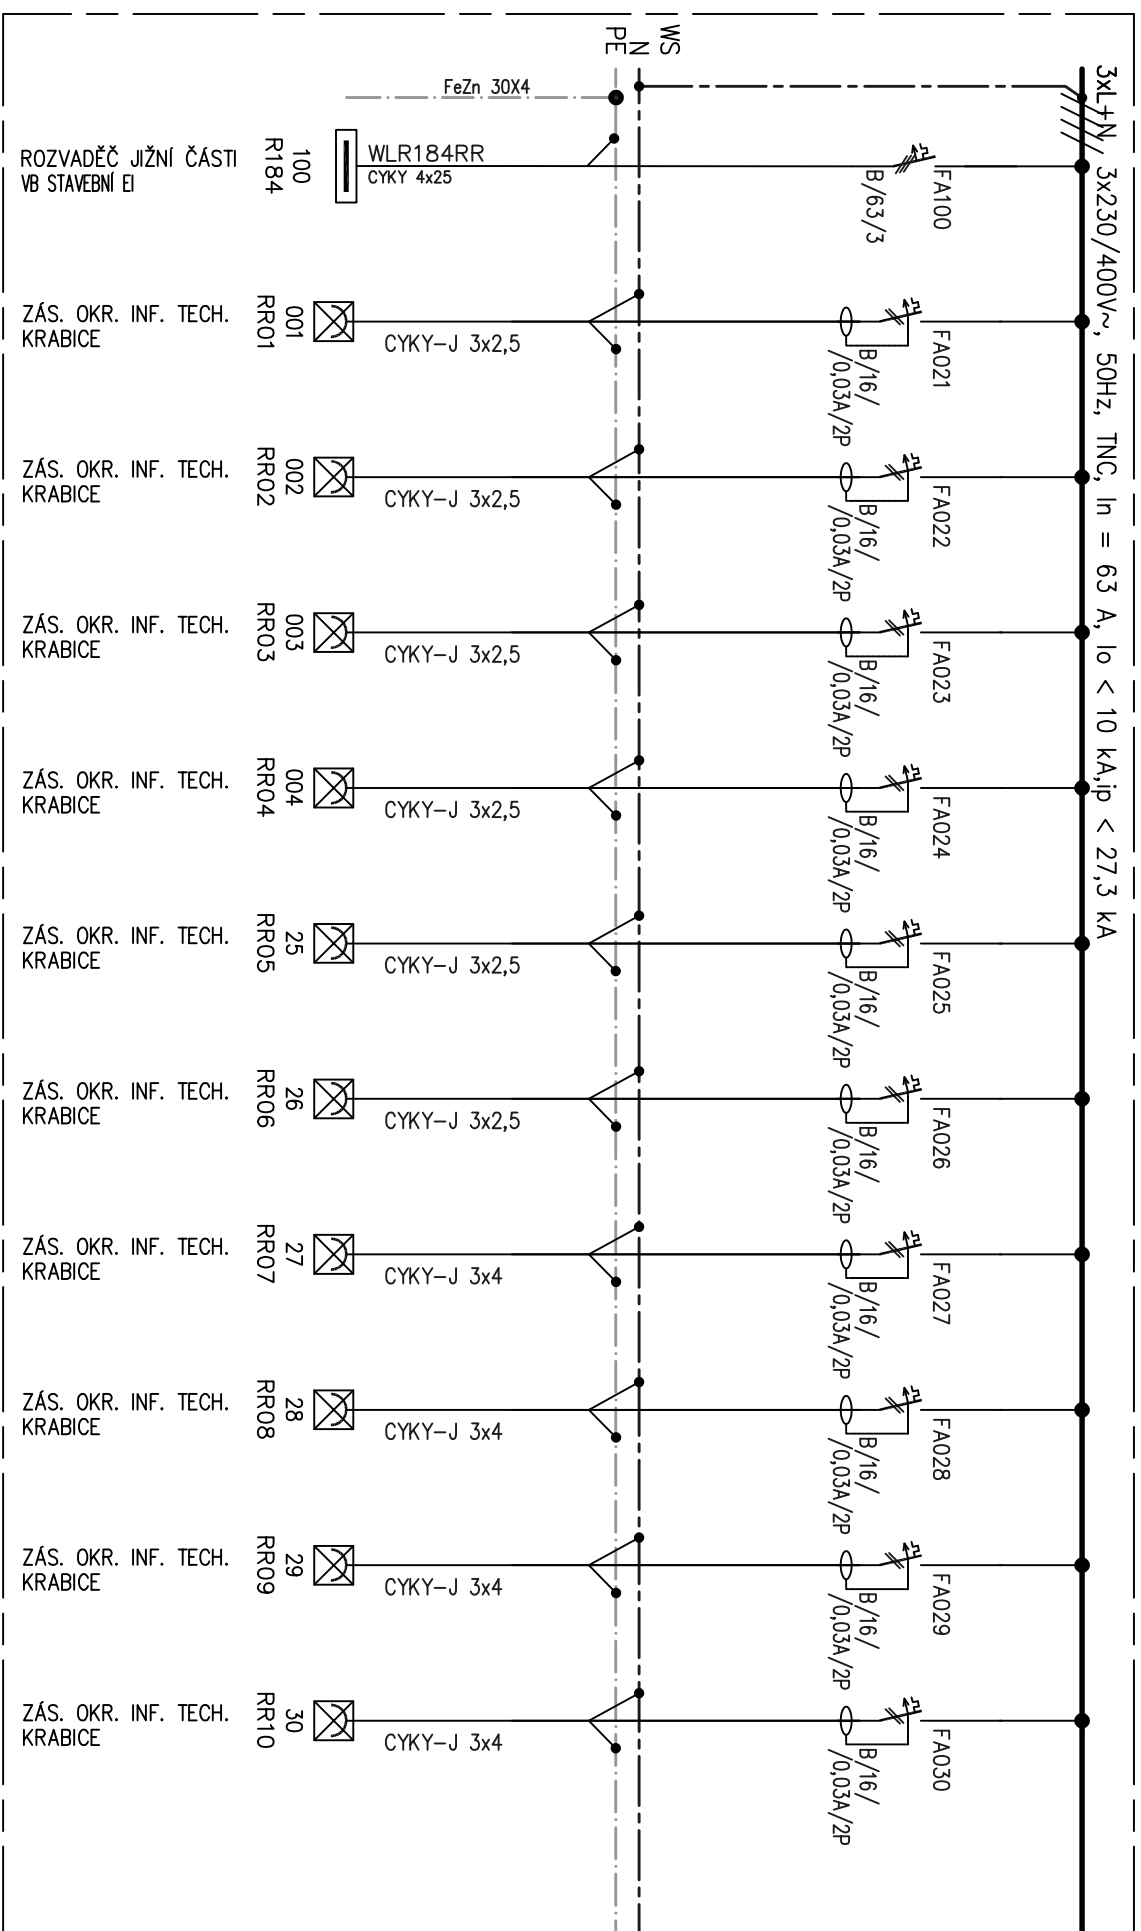 WS
N
PE
3xL+N, 3x230/400V~, 50Hz, TNC, In = 63 A, Io < 10 kA,ip < 27,3 kA
FeZn 30X4
ROZVADĚČ JIŽNÍ ČÁSTI
VB STAVEBNÍ EI
100
R184
WLR184RR
CYKY 4x25
B/63/3
FA100
ZÁS. OKR. INF. TECH.
KRABICE
001
RR01
CYKY-J 3x2,5
B/16/
/0,03A/2P
FA021
ZÁS. OKR. INF. TECH.
KRABICE
002
RR02
CYKY-J 3x2,5
B/16/
/0,03A/2P
FA022
ZÁS. OKR. INF. TECH.
KRABICE
003
RR03
CYKY-J 3x2,5
B/16/
/0,03A/2P
FA023
ZÁS. OKR. INF. TECH.
KRABICE
004
RR04
CYKY-J 3x2,5
B/16/
/0,03A/2P
FA024
ZÁS. OKR. INF. TECH.
KRABICE
25
RR05
CYKY-J 3x2,5
B/16/
/0,03A/2P
FA025
ZÁS. OKR. INF. TECH.
KRABICE
26
RR06
CYKY-J 3x2,5
B/16/
/0,03A/2P
FA026
ZÁS. OKR. INF. TECH.
KRABICE
27
RR07
CYKY-J 3x4
B/16/
/0,03A/2P
FA027
ZÁS. OKR. INF. TECH.
KRABICE
28
RR08
CYKY-J 3x4
B/16/
/0,03A/2P
FA028
ZÁS. OKR. INF. TECH.
KRABICE
29
RR09
CYKY-J 3x4
B/16/
/0,03A/2P
FA029
ZÁS. OKR. INF. TECH.
KRABICE
30
RR10
CYKY-J 3x4
B/16/
/0,03A/2P
FA030